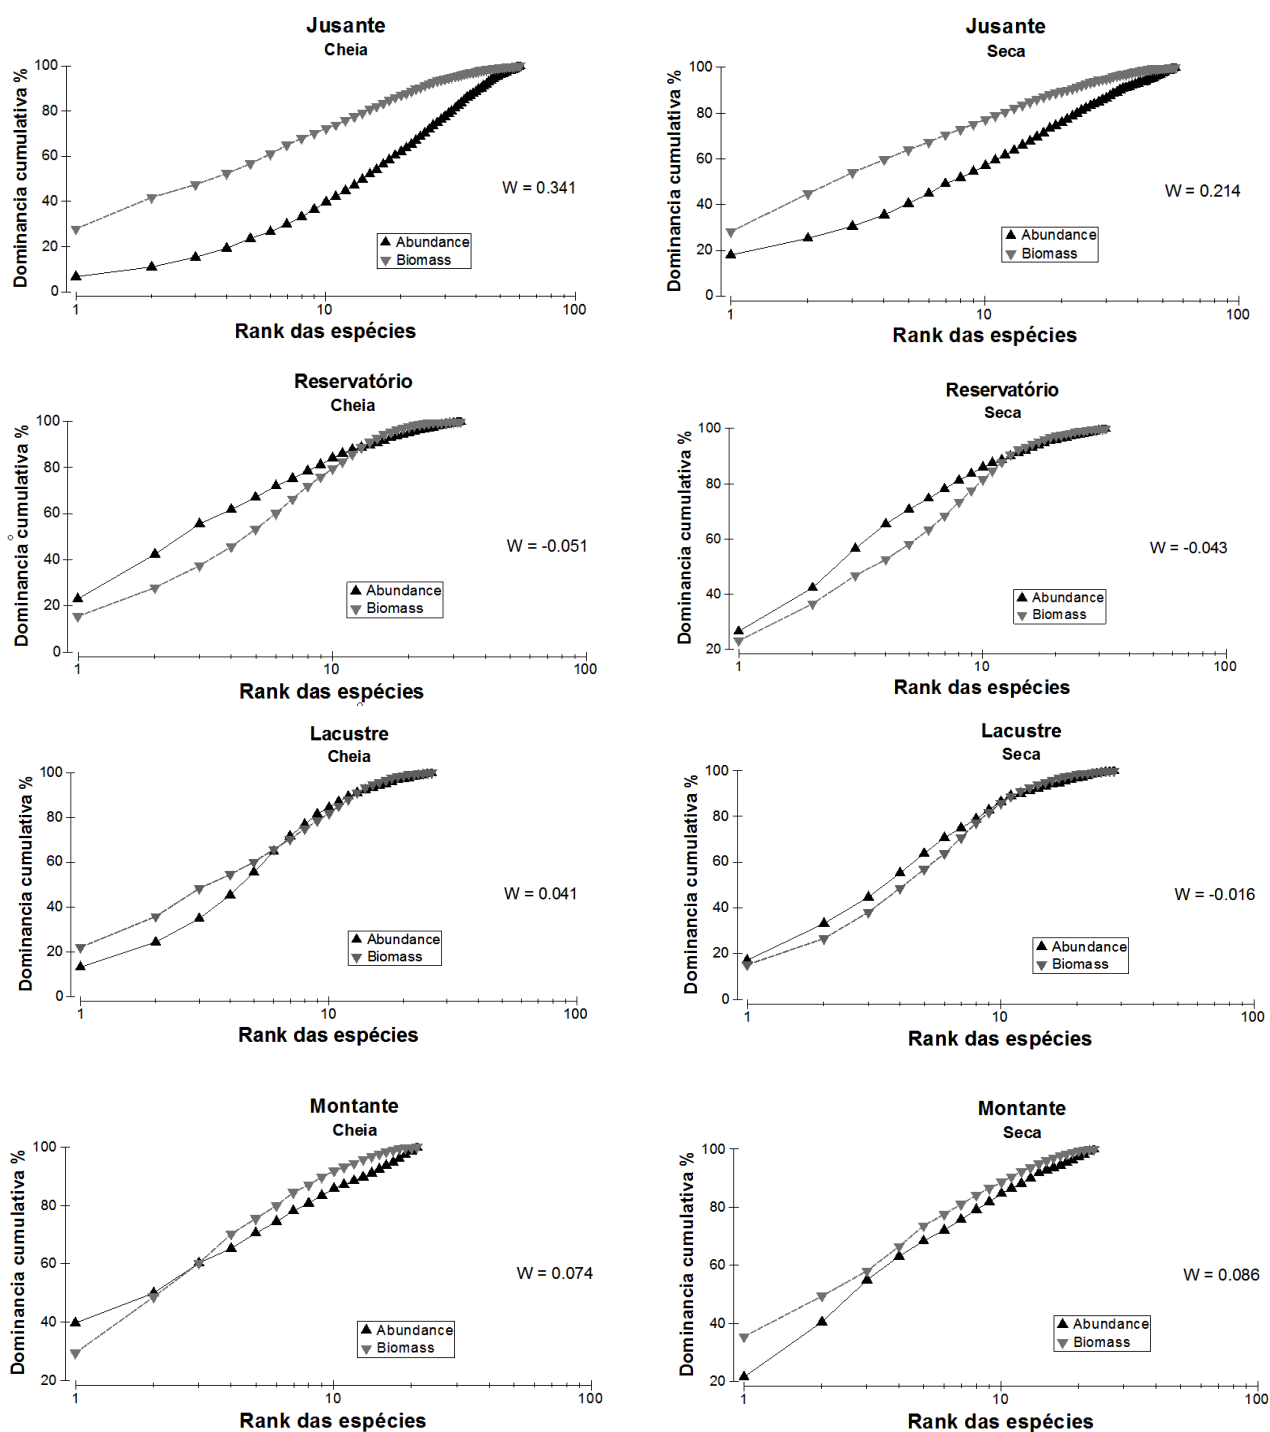 Jusante
Cheia
Dominancia cumulativa %
100
80
60
40
20
0
W = 0.341
Abundance
Biomass
1
10
100
Rank das espécies
Jusante
Seca
Dominancia cumulativa %
100
80
60
40
20
0
W = 0.214
Abundance
Biomass
1
10
100
Rank das espécies
Reservatório
Cheia
Dominancia cumulativa %
100
80
60
40
20
0
W = -0.051
Abundance
Biomass
1
10
100
Rank das espécies
Reservatório
Seca
Dominancia cumulativa %
100
80
60
40
20
W = -0.043
Abundance
Biomass
1
10
100
Rank das espécies
Lacustre
Cheia
Dominancia cumulativa %
100
80
60
40
20
0
W = 0.041
Abundance
Biomass
1
10
100
Rank das espécies
Lacustre
Seca
Dominancia cumulativa %
100
80
60
40
20
0
W = -0.016
Abundance
Biomass
1
10
100
Rank das espécies
Montante
Cheia
Dominancia cumulativa %
100
80
60
40
20
W = 0.074
Abundance
Biomass
1
10
100
Rank das espécies
Montante
Seca
Dominancia cumulativa %
100
80
60
40
20
W = 0.086
Abundance
Biomass
1
10
100
Rank das espécies